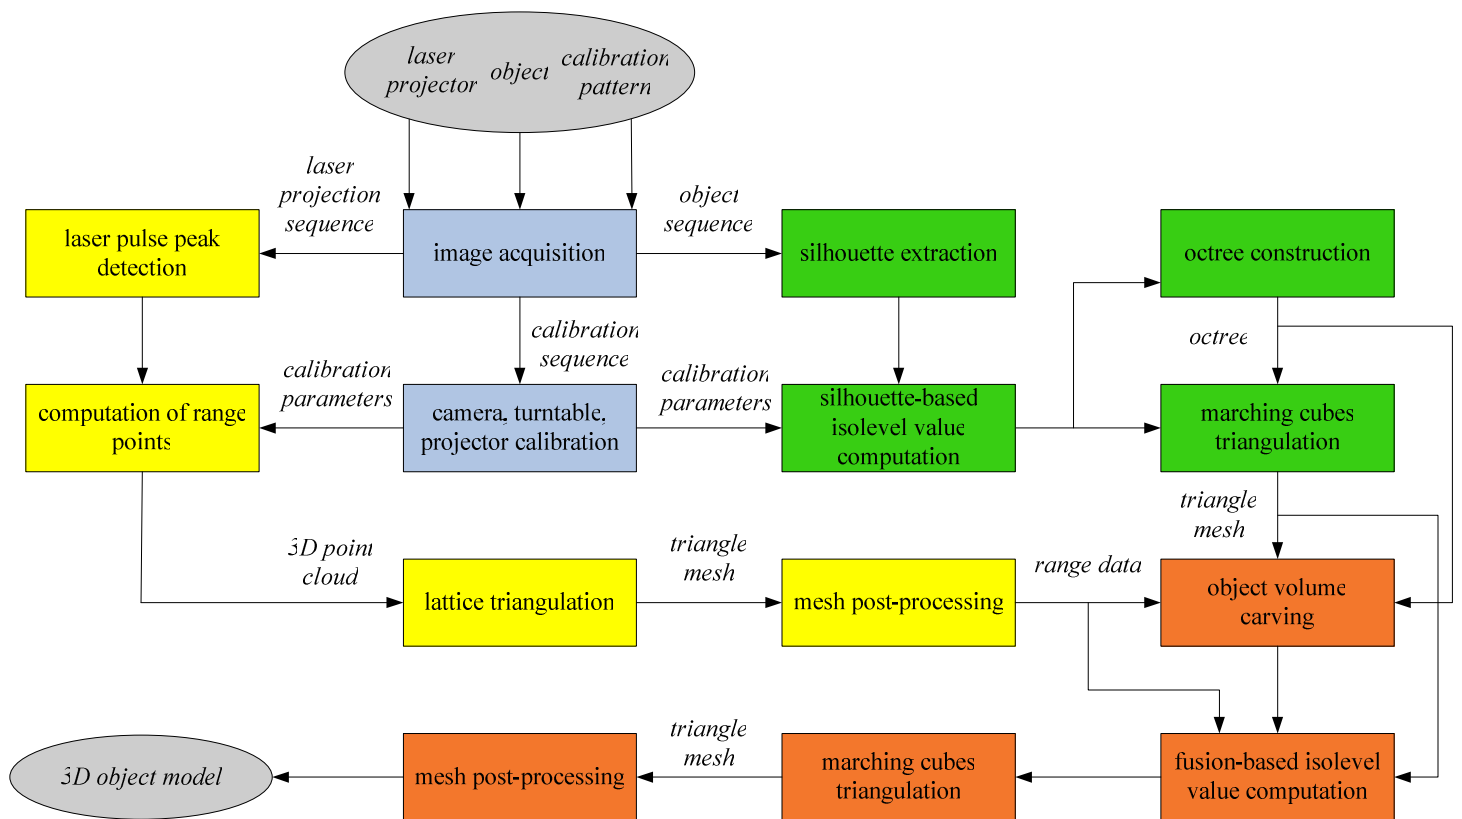 laser
projector
object
calibration
pattern
laser
projection
sequence
object
sequence
laser pulse peak
detection
image acquisition
silhouette extraction
octree construction
calibration
sequence
octree
calibration
parameters
calibration
parameters
computation of range
points
camera, turntable,
projector calibration
silhouette-based
isolevel value
computation
marching cubes
triangulation
triangle
mesh
3D point
cloud
triangle
mesh
range data
lattice triangulation
mesh post-processing
object volume
carving
triangle
mesh
3D object model
mesh post-processing
marching cubes
triangulation
fusion-based isolevel
value computation